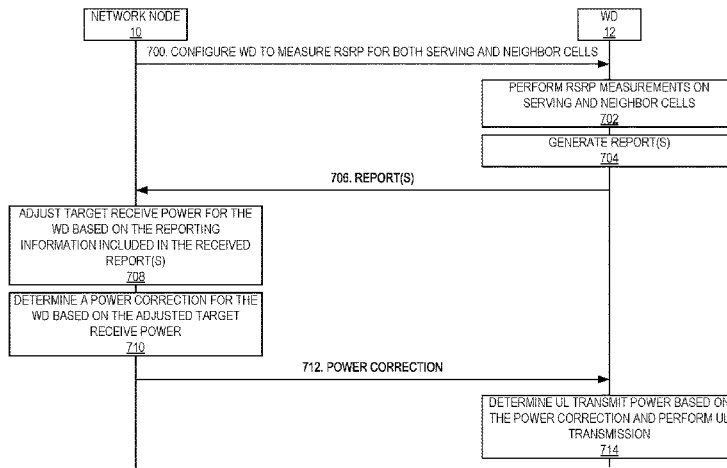 NETWORK NODE
10
WD
12
700. CONFIGURE WD TO MEASURE RSRP FOR BOTH SERVING AND NEIGHBOR CELLS
PERFORM RSRP MEASUREMENTS ON
SERVING AND NEIGHBOR CELLS
702
GENERATE REPORT(S)
704
706. REPORT(S)
ADJUST TARGET RECEIVE POWER FOR THE
WD BASED ON THE REPORTING
INFORMATION INCLUDED IN THE RECEIVED
REPORT(S)
708
DETERMINE A POWER CORRECTION FOR THE
WD BASED ON THE ADJUSTED TARGET
RECEIVE POWER
710
712. POWER CORRECTION
DETERMINE UL TRANSMIT POWER BASED ON
THE POWER CORRECTION AND PERFORM UL
TRANSMISSION
714